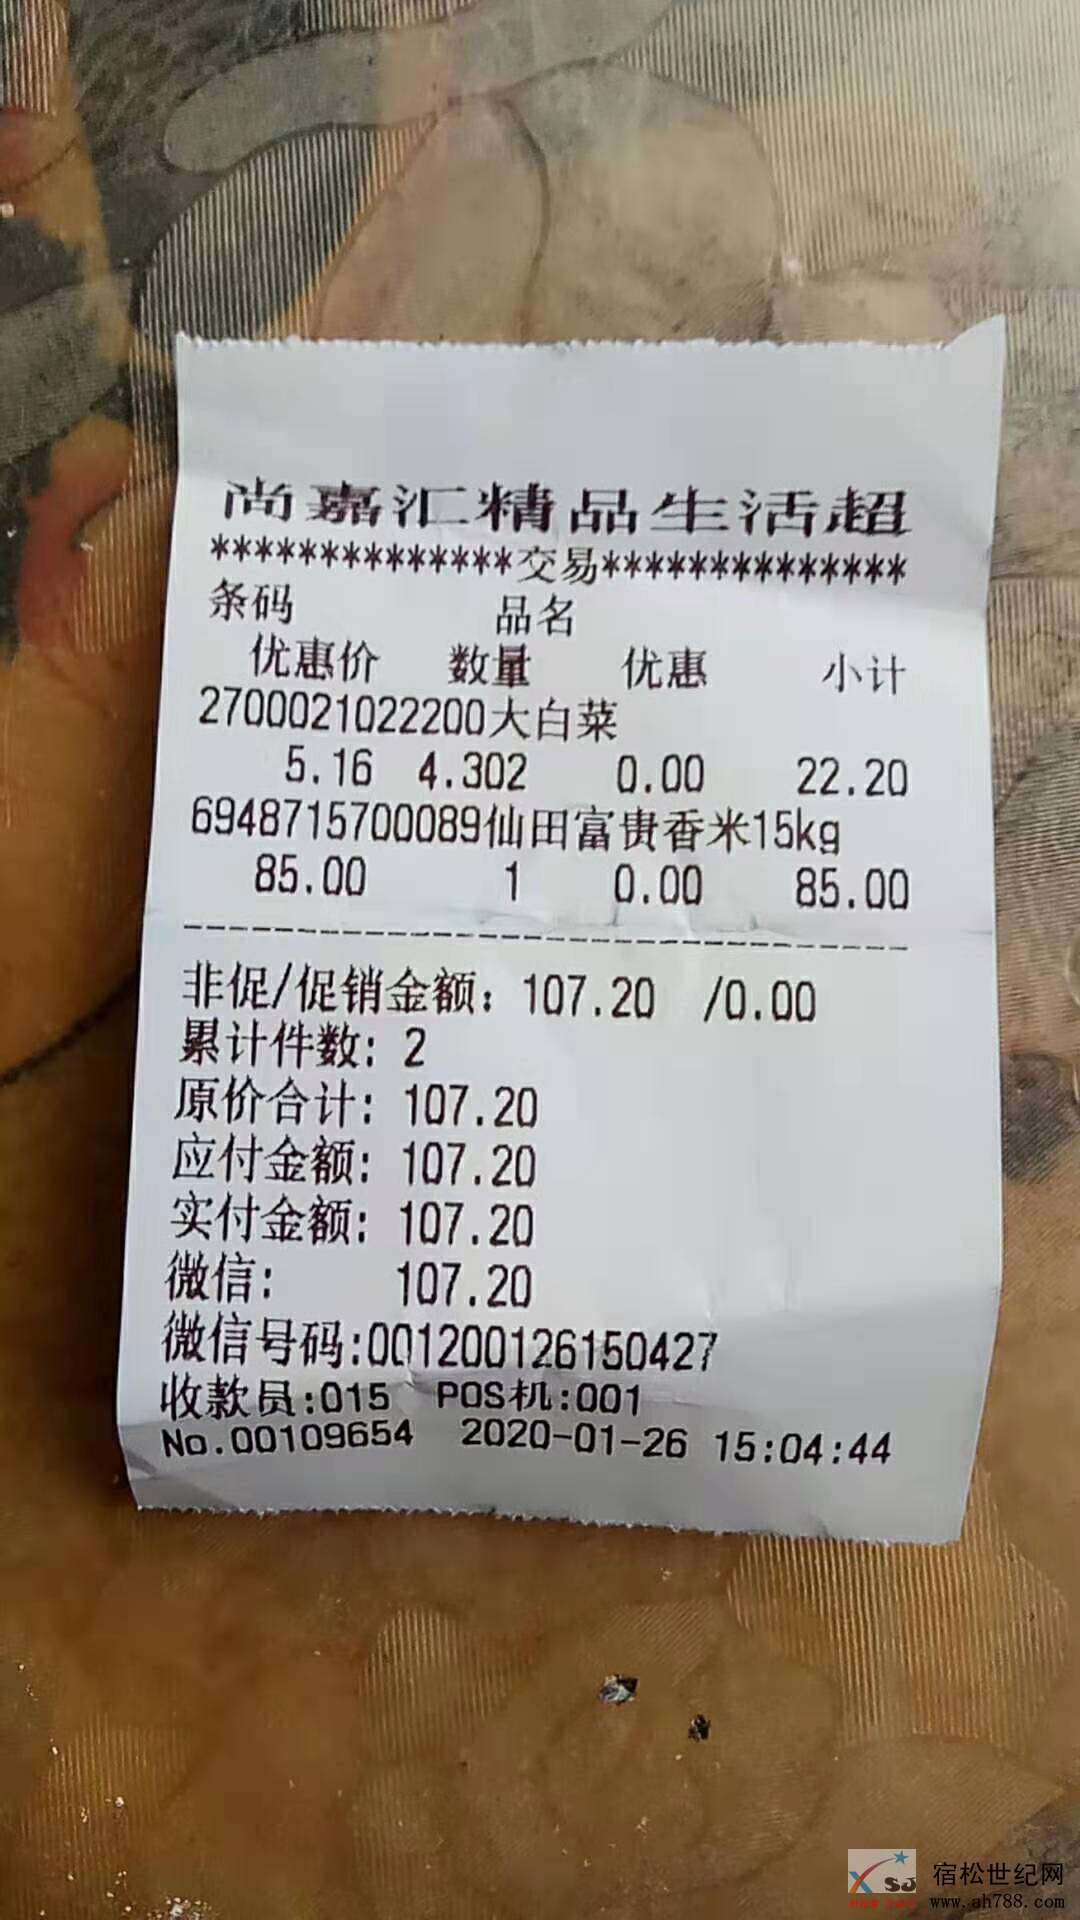 尚嘉汇精品生活超
**************交易**************
条码 品名
优惠价 数量 优惠 小计
2700021022200大白菜
5.16 4.302 0.00 22.20
6948715700089仙田富贵香米15kg
85.00 1 0.00 85.00
--------------------------------
非促/促销金额: 107.20 /0.00
累计件数: 2
原价合计: 107.20
应付金额: 107.20
实付金额: 107.20
微信: 107.20
微信号码:001200126150427
收款员:015 POS机:001
No.00109654 2020-01-26 15:04:44
XSJ
宿松世纪网
www.ah788.com